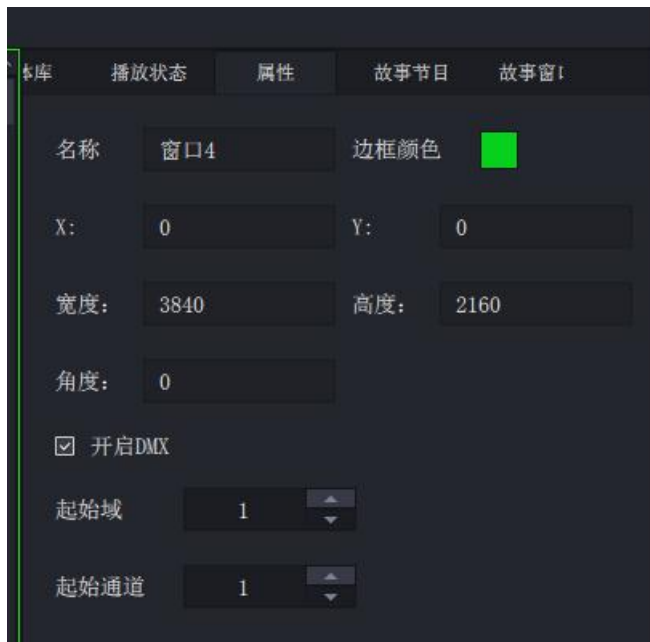 体库 播放状态 属性 故事节目 故事窗口
名称 窗口4 边框颜色
X: 0 Y: 0
宽度: 3840 高度: 2160
角度: 0
开启DMX
起始域 1
起始通道 1